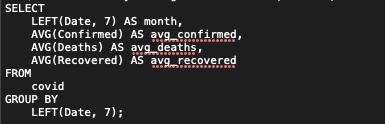 SELECT
LEFT(Date, 7) AS month,
AVG(Confirmed) AS avg_confirmed,
AVG(Deaths) AS avg_deaths,
AVG(Recovered) AS avg_recovered
FROM
covid
GROUP BY
LEFT(Date, 7);